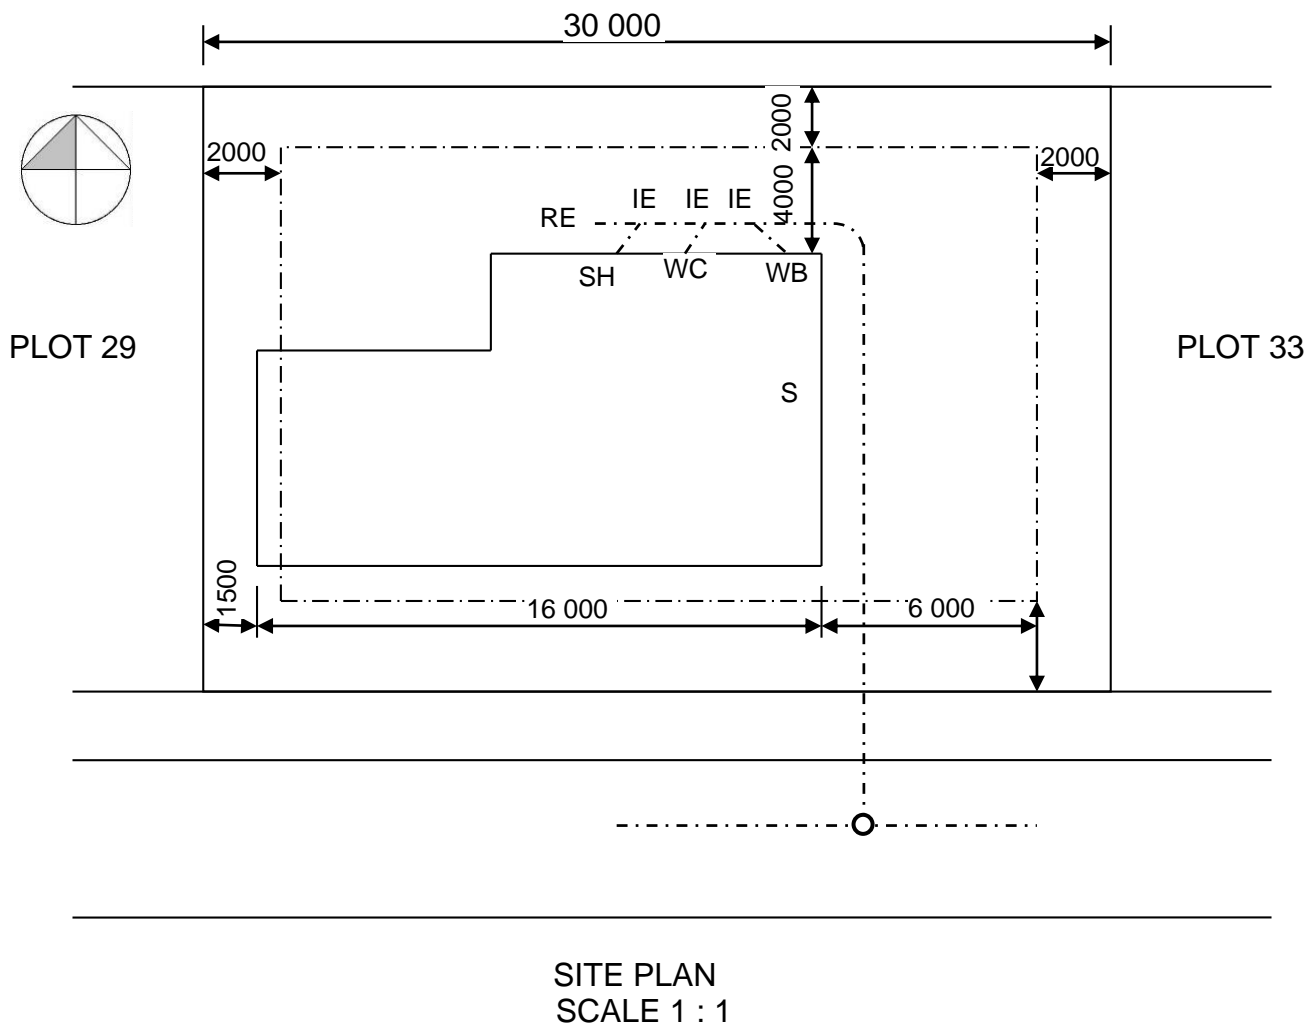 30 000
2000
2000
2000
4000
IE IE IE
RE
SH WC WB
PLOT 29
PLOT 33
S
1500
16 000
6 000
SITE PLAN
SCALE 1 : 1